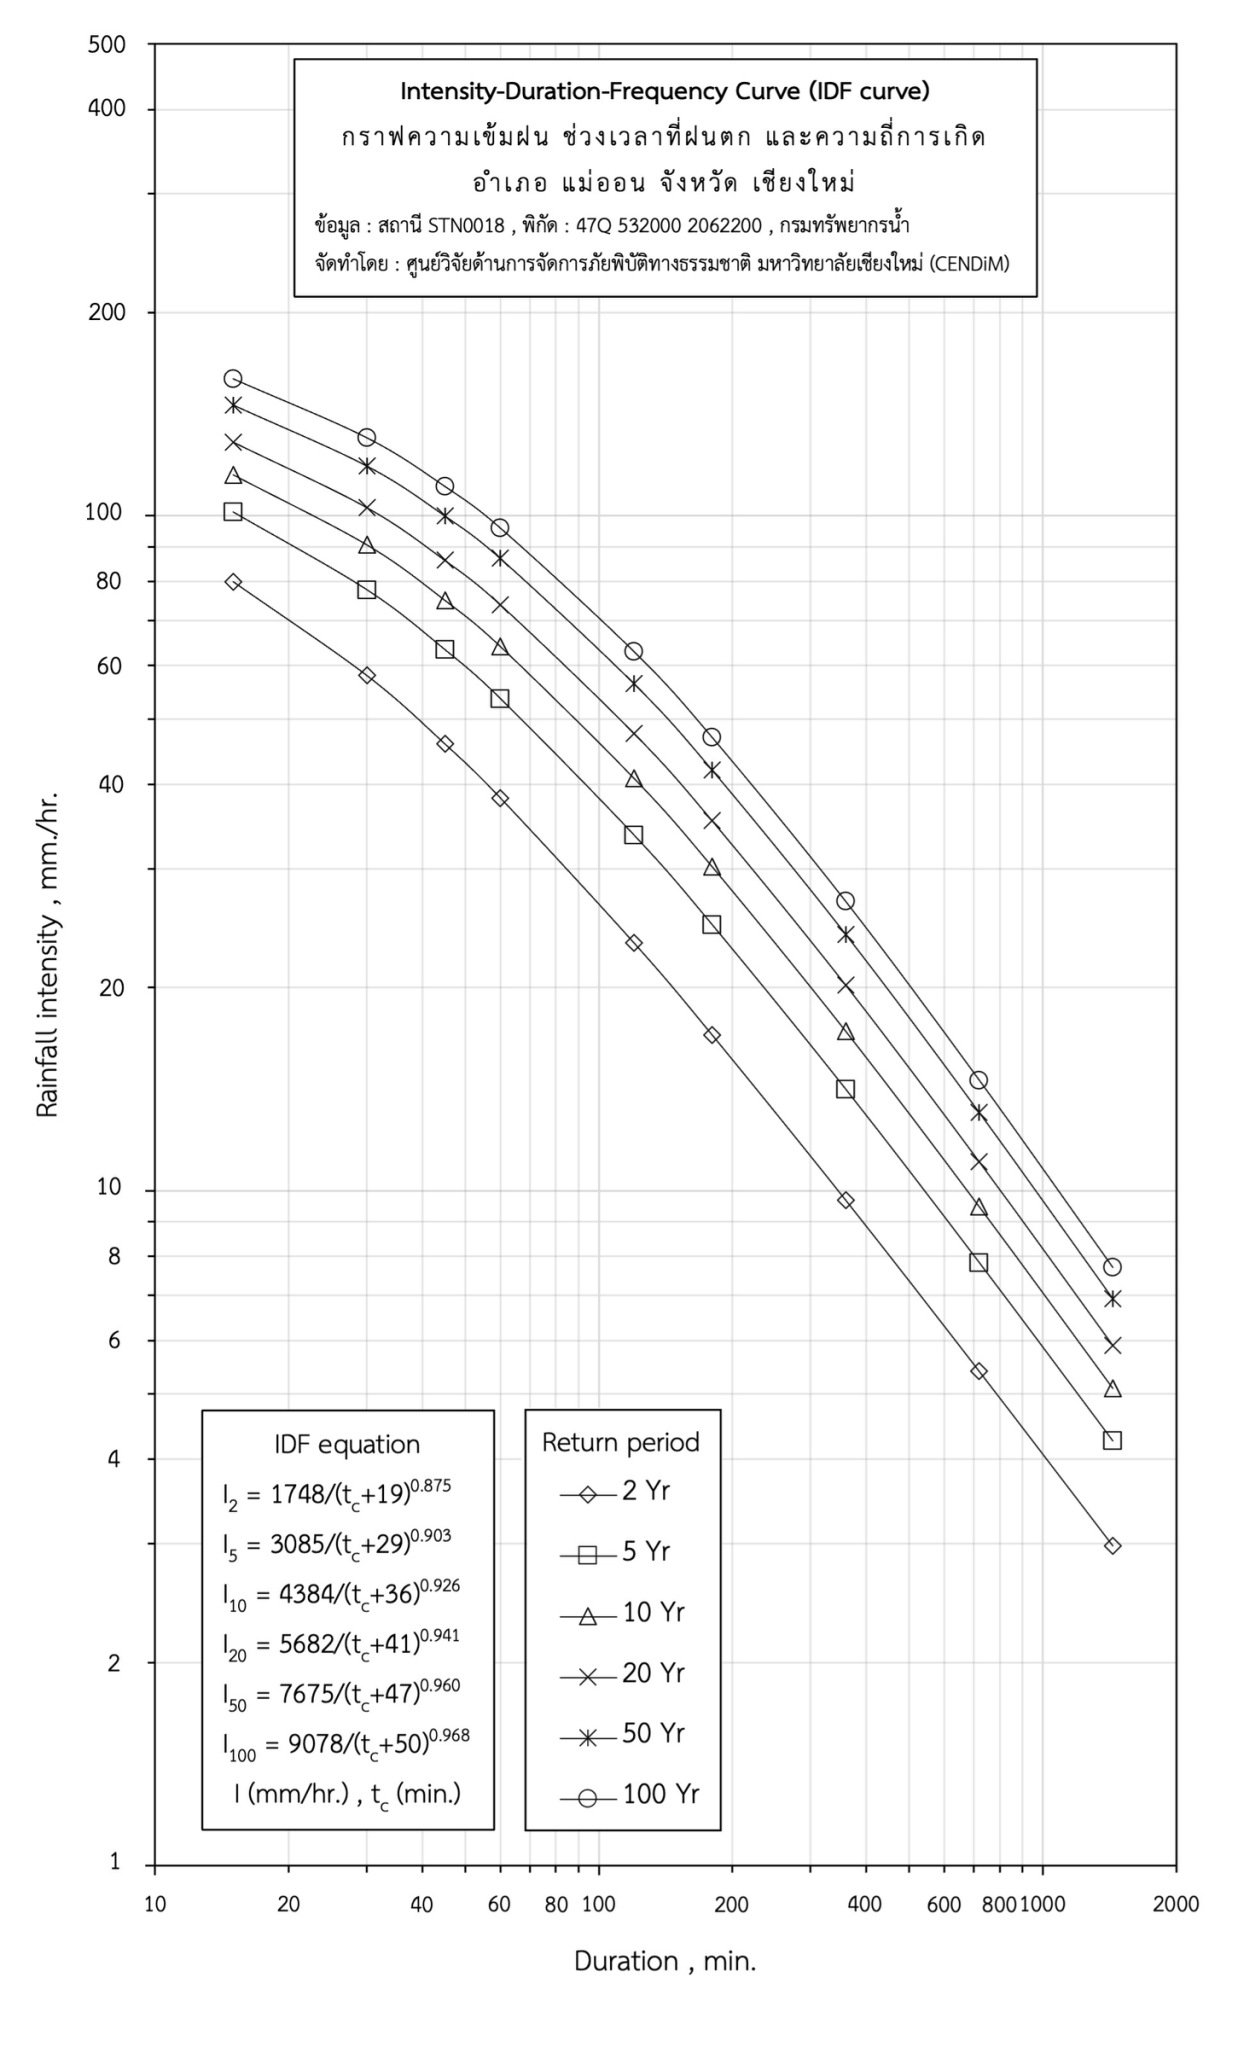 Intensity-Duration-Frequency Curve (IDF curve)
กราฟความเข้มฝน ช่วงเวลาที่ฝนตก และความถี่การเกิด
อำเภอ แม่ออน จังหวัด เชียงใหม่
ข้อมูล : สถานี STN0018 , พิกัด : 47Q 532000 2062200 , กรมทรัพยากรน้ำ
จัดทำโดย : ศูนย์วิจัยด้านการจัดการภัยพิบัติทางธรรมชาติ มหาวิทยาลัยเชียงใหม่ (CENDiM)
500
400
200
100
80
60
40
20
10
8
6
4
2
1
Rainfall intensity , mm./hr.
IDF equation
I₂ = 1748/(t_c+19)^0.875
I₅ = 3085/(t_c+29)^0.903
I₁₀ = 4384/(t_c+36)^0.926
I₂₀ = 5682/(t_c+41)^0.941
I₅₀ = 7675/(t_c+47)^0.960
I₁₀₀ = 9078/(t_c+50)^0.968
I (mm/hr.) , t_c (min.)
Return period
2 Yr
5 Yr
10 Yr
20 Yr
50 Yr
100 Yr
10 20 40 60 80 100 200 400 600 800 1000 2000
Duration , min.